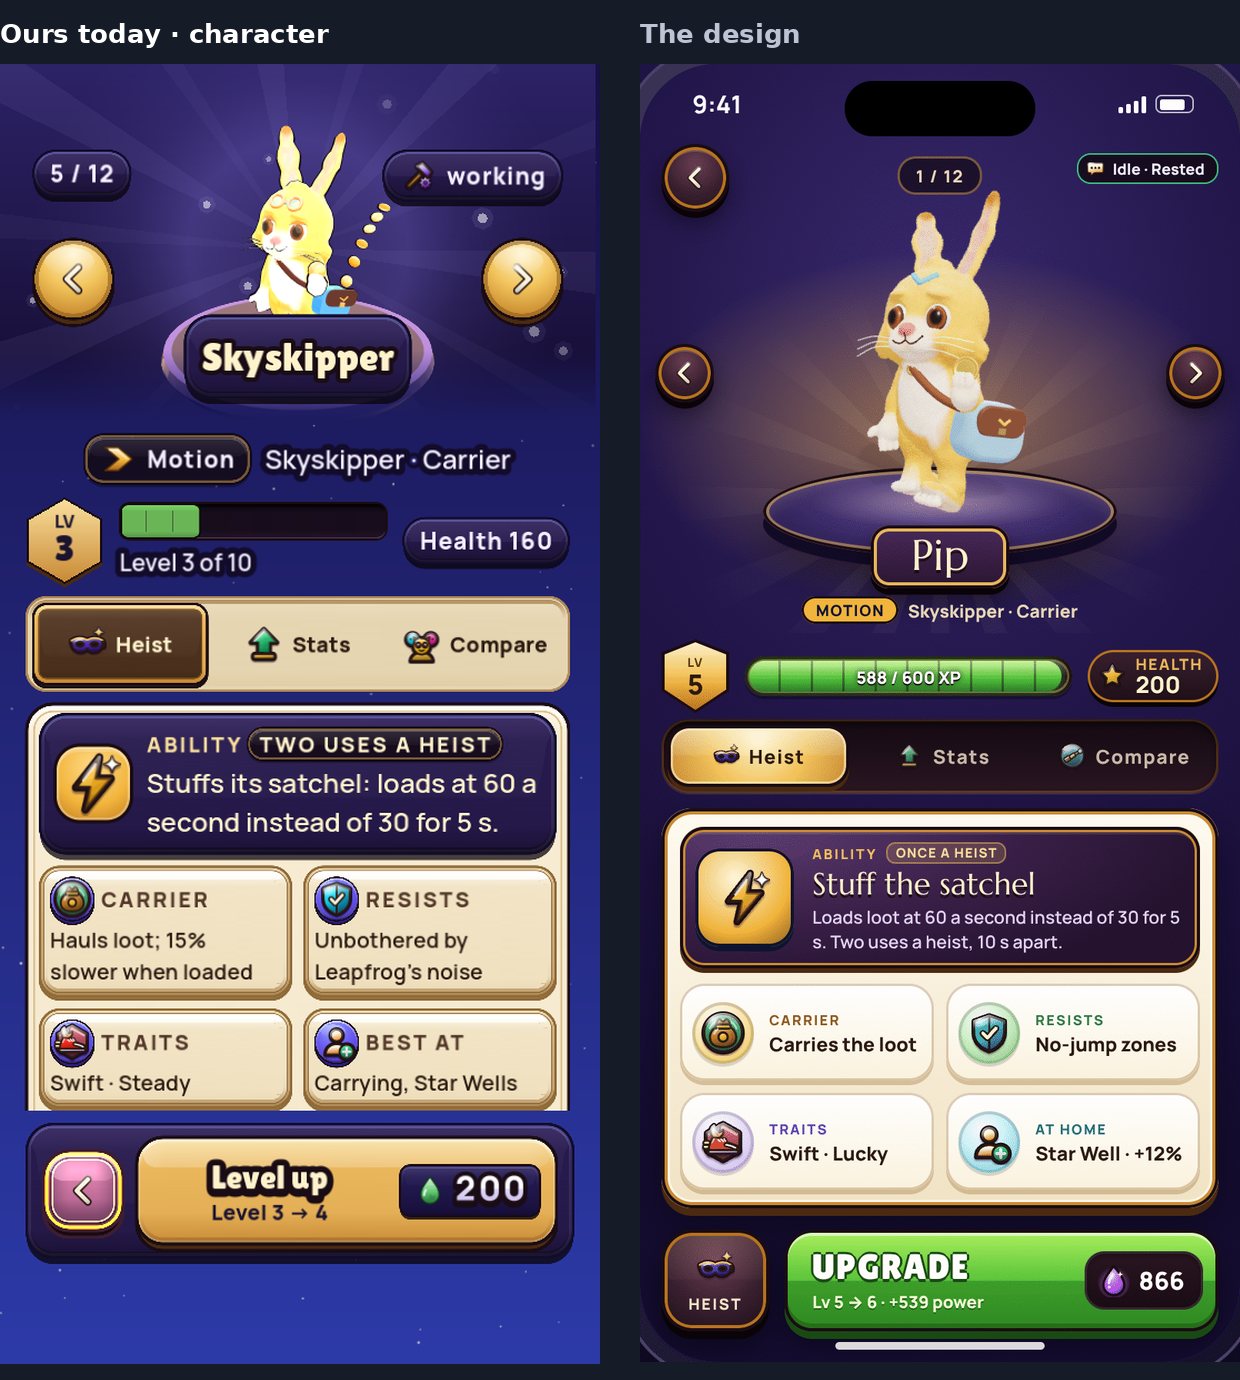 Ours today · character
5 / 12
working
Skyskipper
Motion
Skyskipper · Carrier
LV
3
Level 3 of 10
Health 160
Heist
Stats
Compare
ABILITY TWO USES A HEIST
Stuffs its satchel: loads at 60 a
second instead of 30 for 5 s.
CARRIER
Hauls loot; 15%
slower when loaded
RESISTS
Unbothered by
Leapfrog's noise
TRAITS
Swift · Steady
BEST AT
Carrying, Star Wells
Level up
Level 3 → 4
200
The design
9:41
1 / 12
Idle · Rested
Pip
MOTION
Skyskipper · Carrier
LV
5
588 / 600 XP
HEALTH
200
Heist
Stats
Compare
ABILITY ONCE A HEIST
Stuff the satchel
Loads loot at 60 a second instead of 30 for 5
s. Two uses a heist, 10 s apart.
CARRIER
Carries the loot
RESISTS
No-jump zones
TRAITS
Swift · Lucky
AT HOME
Star Well · +12%
HEIST
UPGRADE
Lv 5 → 6 · +539 power
866